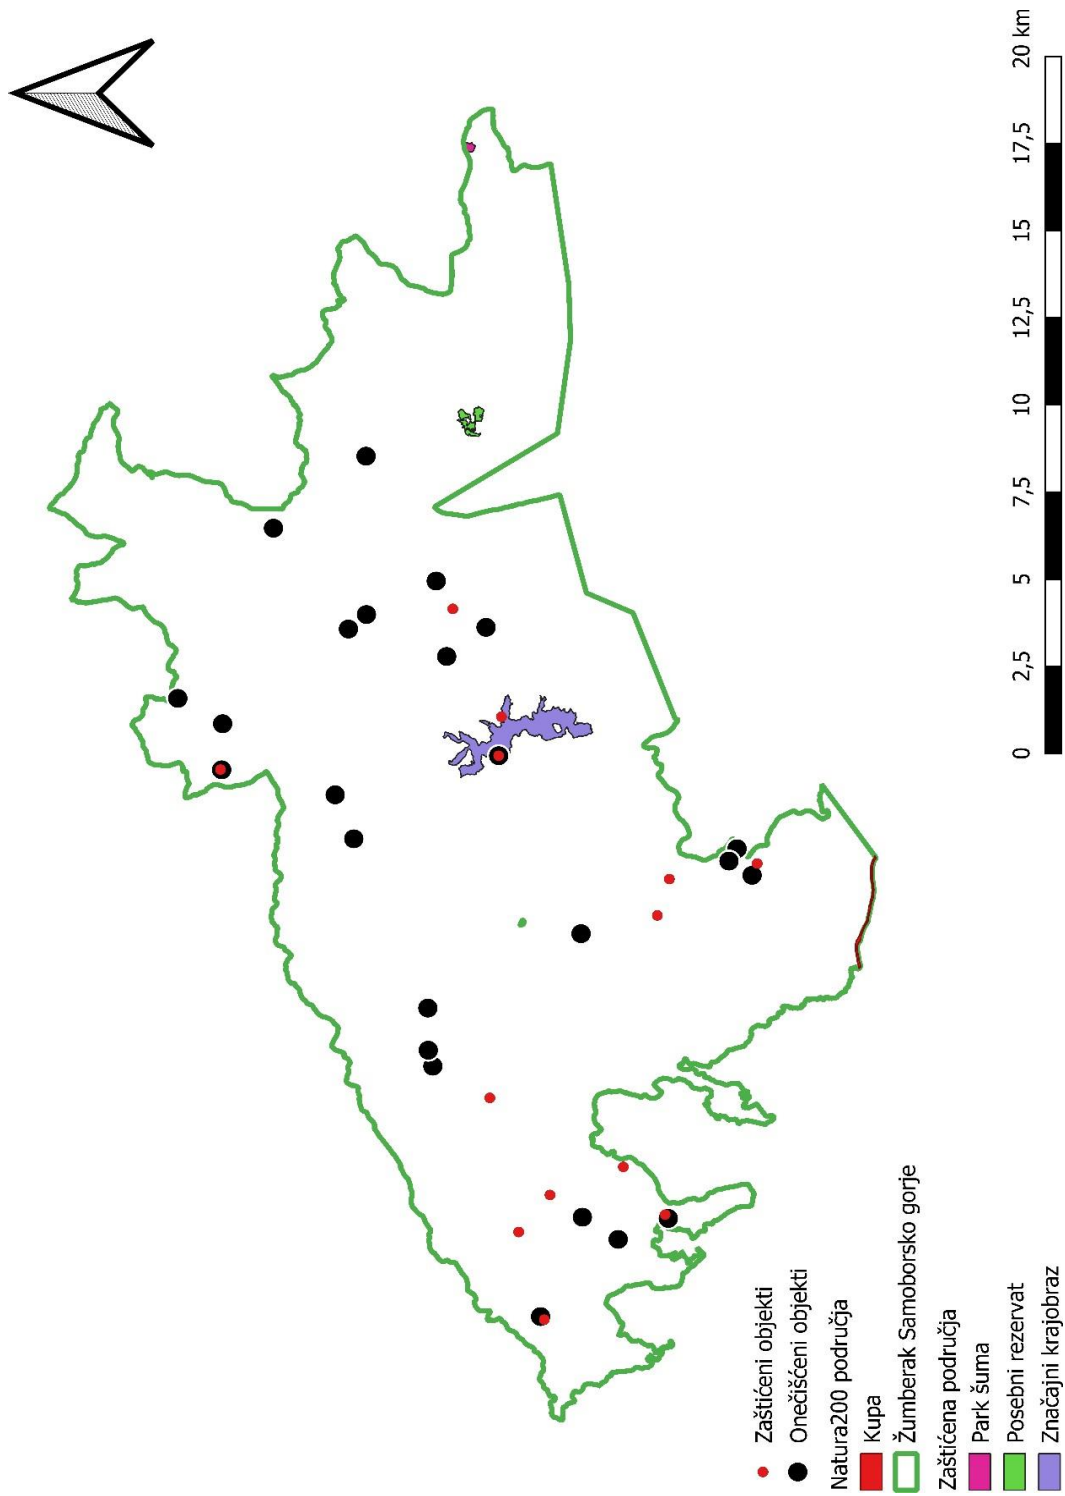 Zaštićeni objekti
Onečišćeni objekti
Natura200 područja
Kupa
Žumberak Samoborsko gorje
Zaštićena područja
Park šuma
Posebni rezervat
Značajni krajobraz
0 2,5 5 7,5 10 12,5 15 17,5 20 km